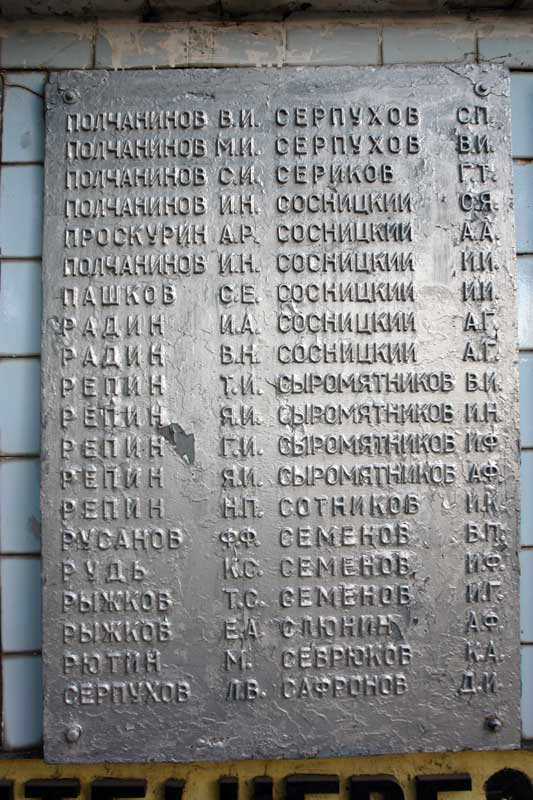 ПОЛЧАНИНОВ В.И. СЕРПУХОВ С.П.
ПОЛЧАНИНОВ М.И. СЕРПУХОВ В.И.
ПОЛЧАНИНОВ С.И. СЕРИКОВ Г.Т.
ПОЛЧАНИНОВ И.Н. СОСНИЦКИЙ С.Я.
ПРОСКУРИН А.Р. СОСНИЦКИЙ А.А.
ПОЛЧАНИНОВ И.Н. СОСНИЦКИЙ И.И.
ПАШКОВ С.Е. СОСНИЦКИЙ И.И.
РАДИН И.А. СОСНИЦКИЙ А.Г.
РАДИН В.Н. СОСНИЦКИЙ А.Г.
РЕПИН Т.И. СЫРОМЯТНИКОВ В.И.
РЕПИН Я.И. СЫРОМЯТНИКОВ И.Н.
РЕПИН Г.И. СЫРОМЯТНИКОВ И.Ф.
РЕПИН Я.И. СЫРОМЯТНИКОВ А.Ф.
РЕПИН Н.П. СОТНИКОВ И.К.
РУСАНОВ Ф.Ф. СЕМЕНОВ В.П.
РУДЬ К.С. СЕМЕНОВ И.Ф.
РЫЖКОВ Т.С. СЕМЕНОВ И.Г.
РЫЖКОВ Е.А. СЛЮНИН А.Ф.
РЮТИН М. СЕВРЮКОВ К.А.
СЕРПУХОВ Л.В. САФРОНОВ Д.И.